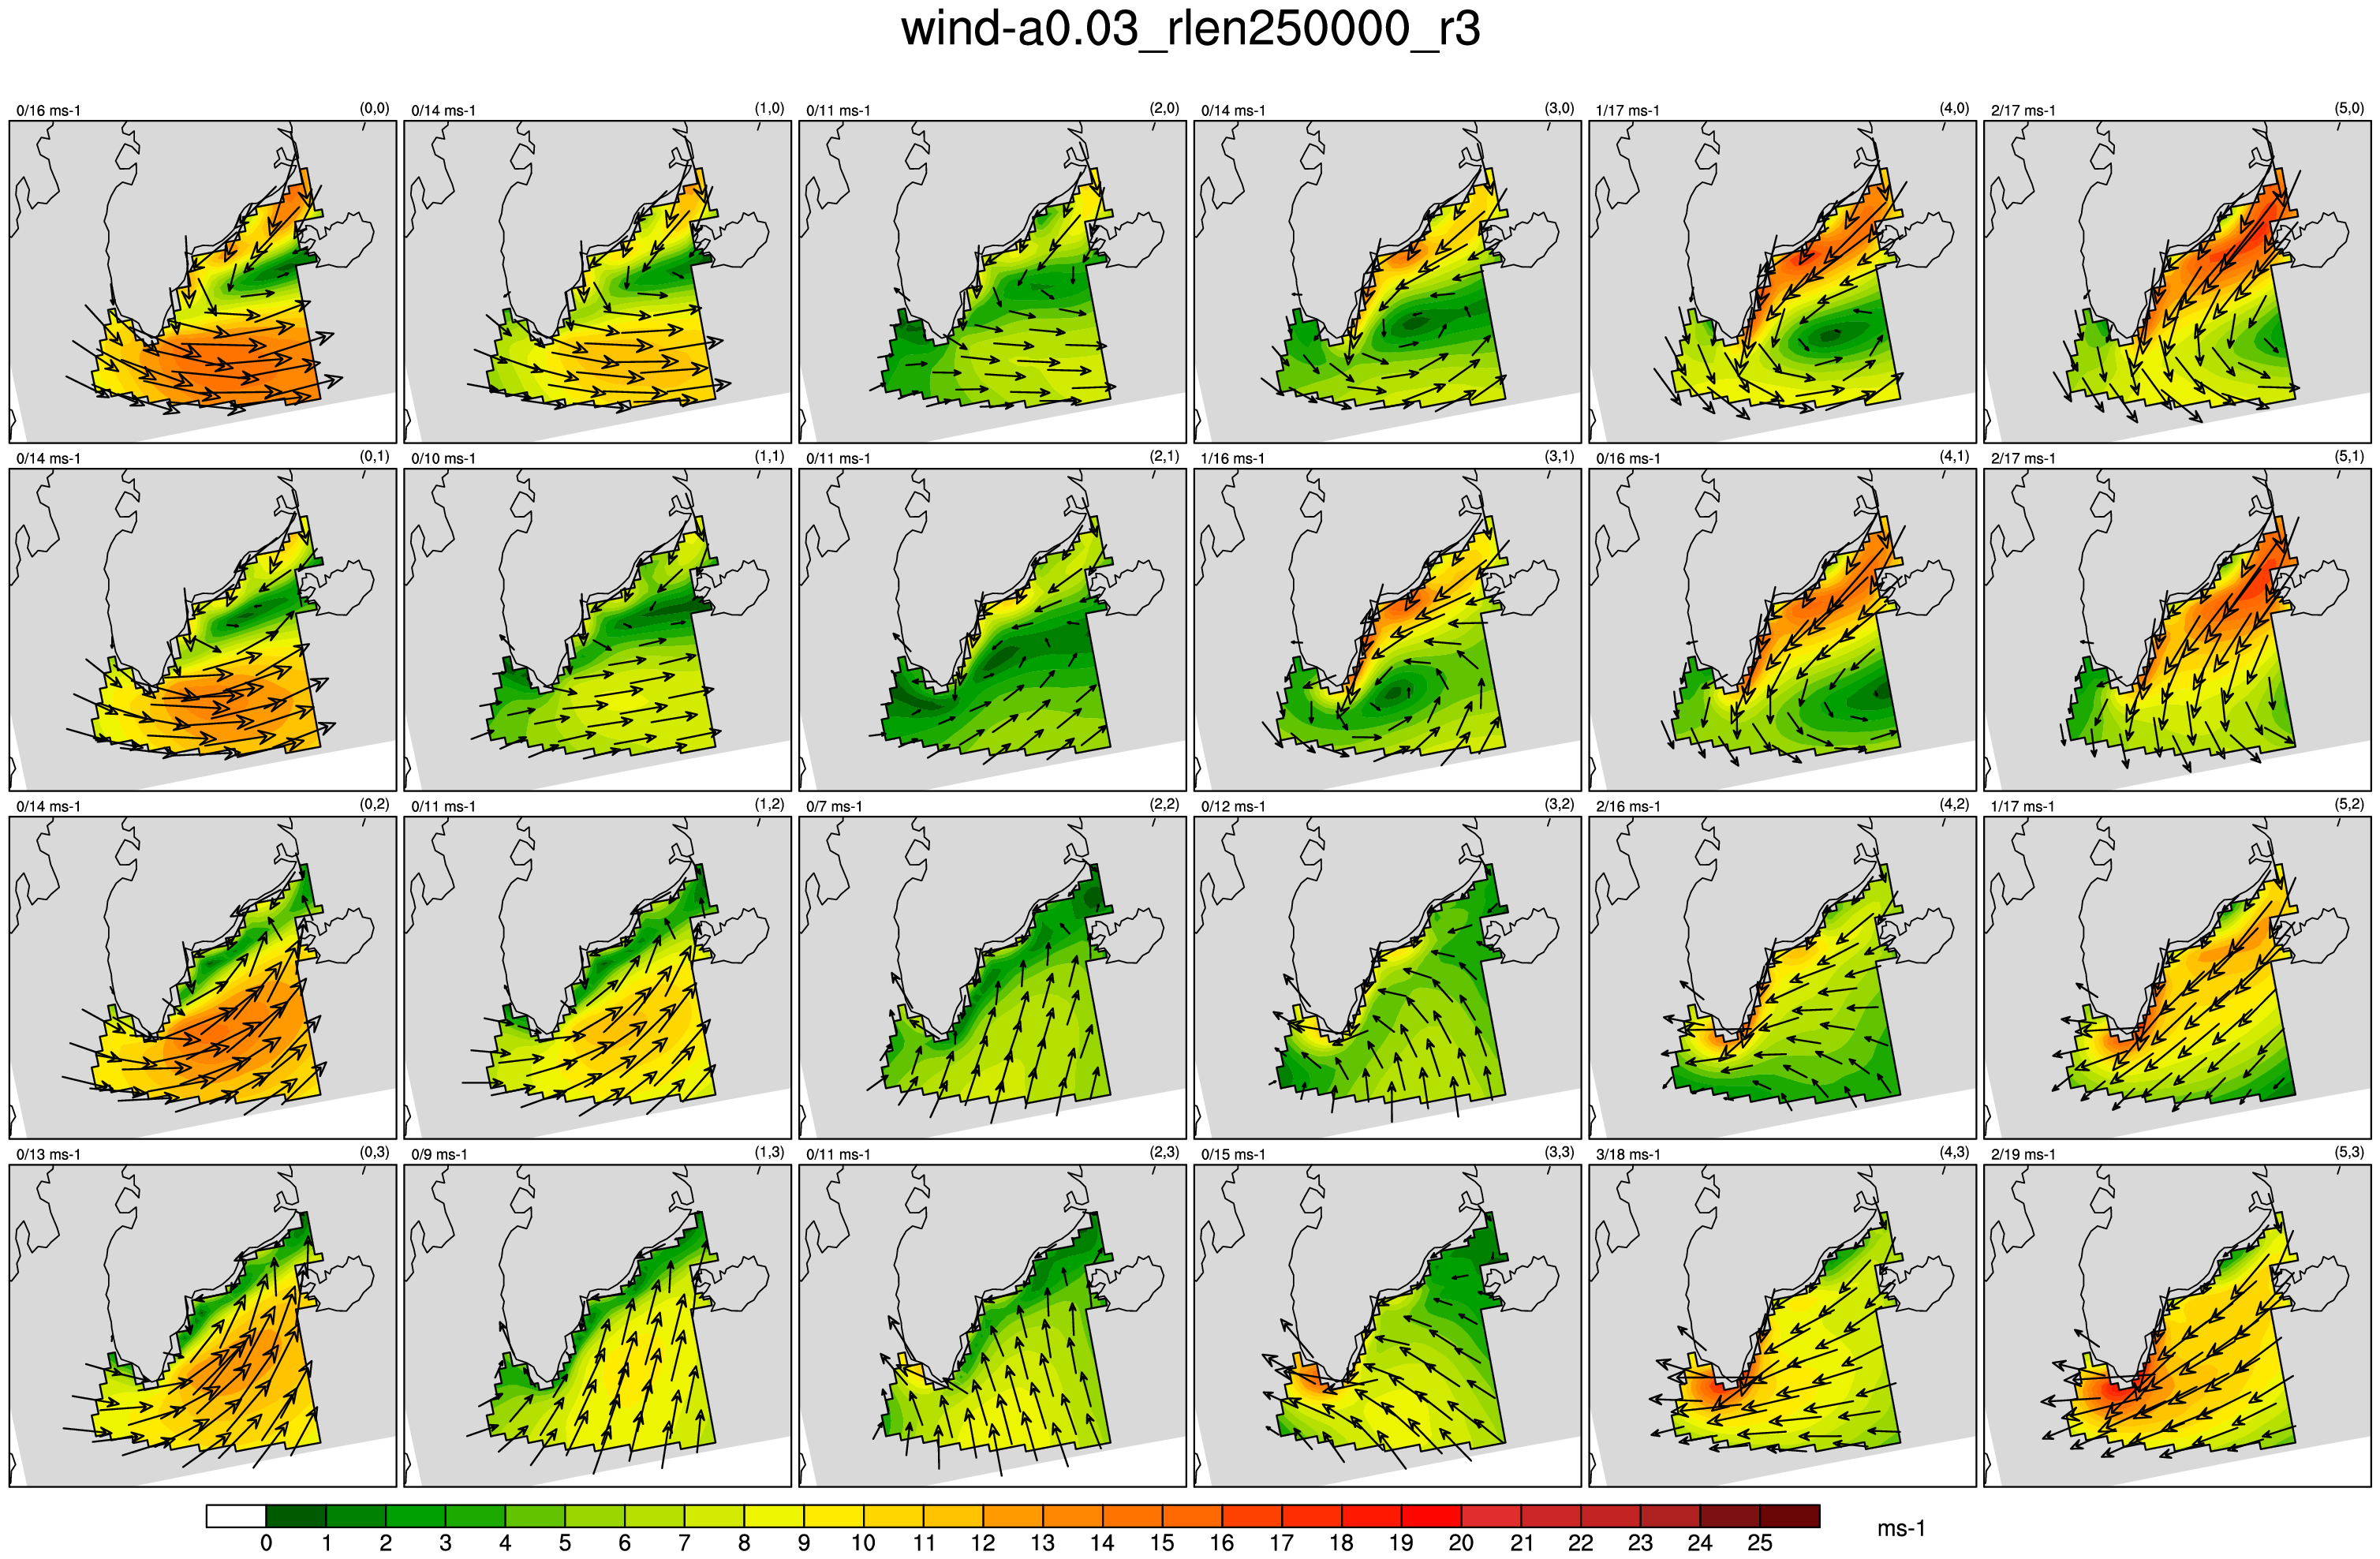 wind-a0.03_rlen250000_r3
0/16 ms-1 (0,0) 0/14 ms-1 (1,0) 0/11 ms-1 (2,0) 0/14 ms-1 (3,0) 1/17 ms-1 (4,0) 2/17 ms-1 (5,0)
0/14 ms-1 (0,1) 0/10 ms-1 (1,1) 0/11 ms-1 (2,1) 1/16 ms-1 (3,1) 0/16 ms-1 (4,1) 2/17 ms-1 (5,1)
0/14 ms-1 (0,2) 0/11 ms-1 (1,2) 0/7 ms-1 (2,2) 0/12 ms-1 (3,2) 2/16 ms-1 (4,2) 1/17 ms-1 (5,2)
0/13 ms-1 (0,3) 0/9 ms-1 (1,3) 0/11 ms-1 (2,3) 0/15 ms-1 (3,3) 3/18 ms-1 (4,3) 2/19 ms-1 (5,3)
0 1 2 3 4 5 6 7 8 9 10 11 12 13 14 15 16 17 18 19 20 21 22 23 24 25 ms-1